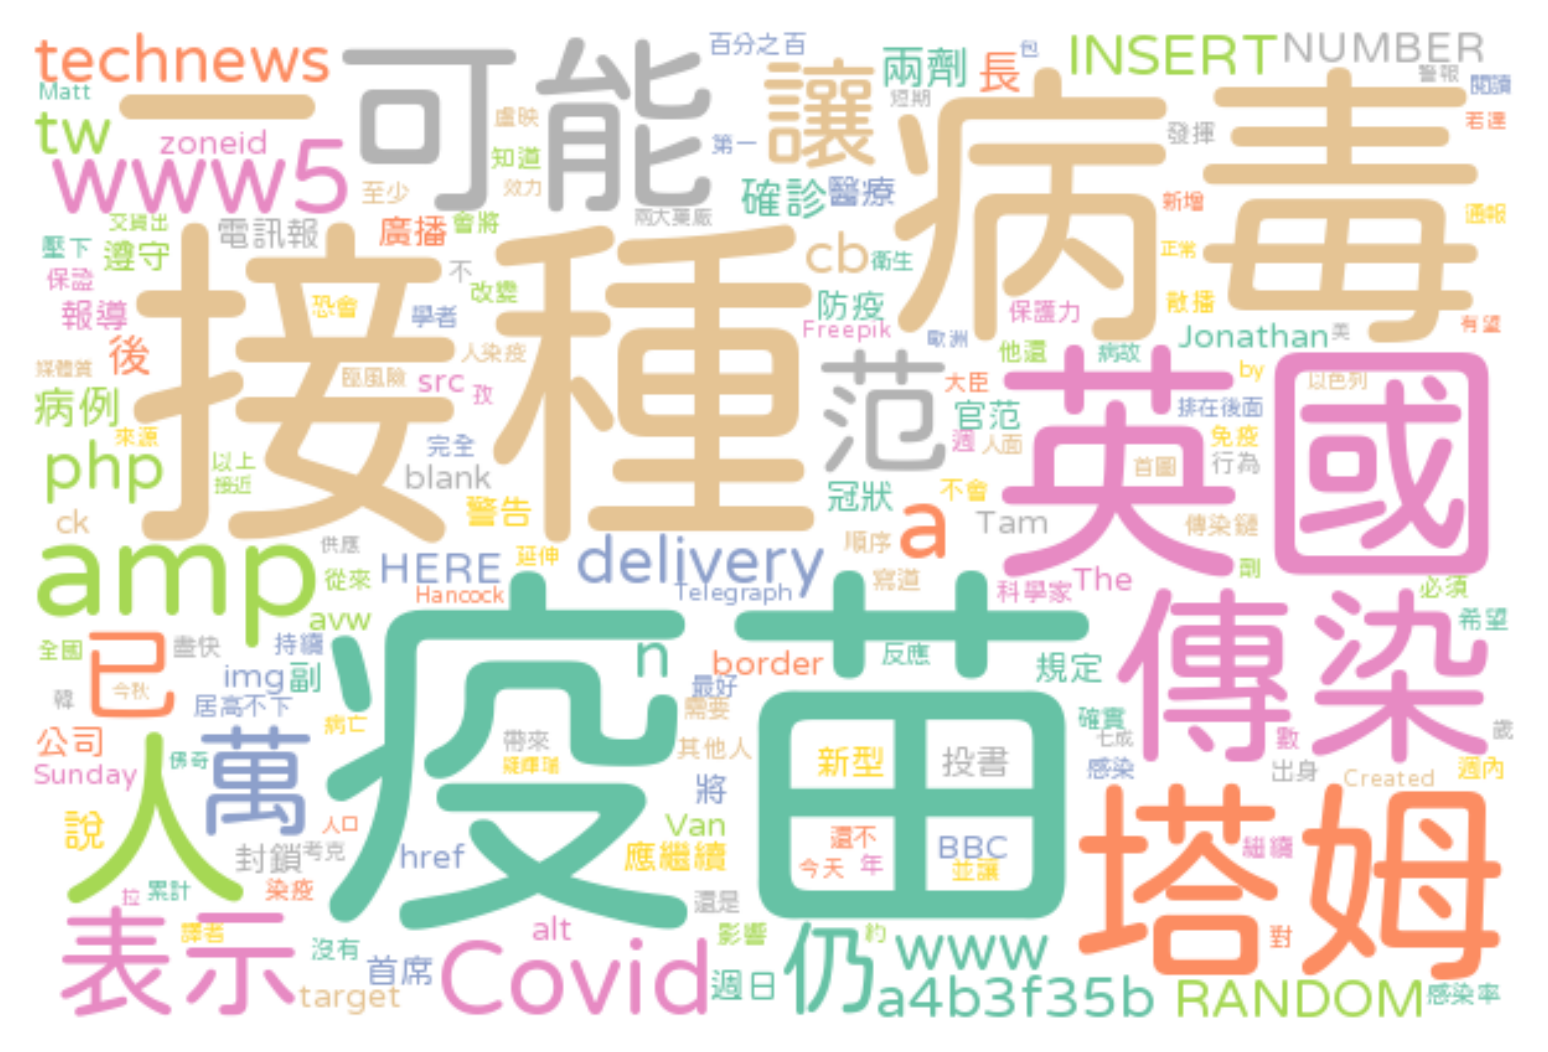 technews
可能
百分之百
兩劑
長
包
INSERT
NUMBER
Matt
一
讓
短期
病毒
警報
閱讀
tw
zoneid
盧映
第一
發揮
若達
www5
知道
至少
效力
確診
醫療
新增
兩大藥廠
交貨出
電訊報
廣播
會將
通報
壓下
遵守
接種
不
cb
衛生
正常
保證
恐會
改變
防疫
保護力
散播
報導
學者
Freepik
歐洲
Jonathan
美
有望
後
人染疫
他還
病故
媒體質
src
孜
范
大臣
英國
by
以色列
病例
官范
排在後面
來源
完全
週
人面
免疫
php
以上
接近
blank
首圖
行為
ck
警告
冠狀
不會
a
Tam
傳染鏈
amp
供應
HERE
延伸
delivery
順序
從來
Hancock
Telegraph
寫道
科學家
The
劑
必須
avw
疫苗
傳染
希望
全國
已
盡快
持續
n
border
反應
規定
今秋
img
副
最好
韓
居高不下
需要
確實
病亡
七成
數
歲
公司
佛奇
萬
帶來
其他人
新型
投書
感染
出身
週內
Sunday
人
將
Created
塔姆
說
人口
Van
還不
BBC
封鎖
考克
href
應繼續
今天
年
並讓
繼續
拉
累計
染疫
還是
表示
譯者
沒有
alt
影響
仍
約
www
對
首席
Covid
週日
target
a4b3f35b
RANDOM
感染率